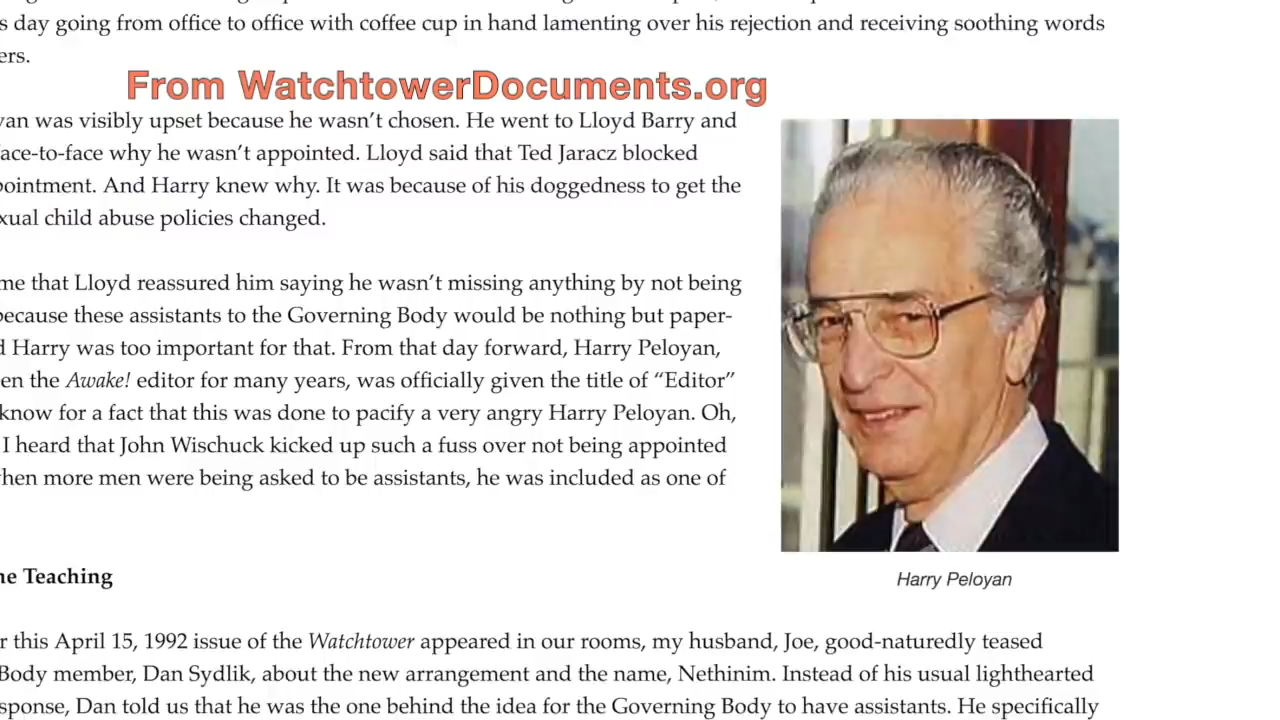 s day going from office to office with coffee cup in hand lamenting over his rejection and receiving soothing words
ers.
From WatchtowerDocuments.org
yan was visibly upset because he wasn't chosen. He went to Lloyd Barry and
face-to-face why he wasn't appointed. Lloyd said that Ted Jaracz blocked
pointment. And Harry knew why. It was because of his doggedness to get the
xual child abuse policies changed.
me that Lloyd reassured him saying he wasn't missing anything by not being
because these assistants to the Governing Body would be nothing but paper-
d Harry was too important for that. From that day forward, Harry Peloyan,
en the Awake! editor for many years, was officially given the title of “Editor”
know for a fact that this was done to pacify a very angry Harry Peloyan. Oh,
I heard that John Wischuck kicked up such a fuss over not being appointed
when more men were being asked to be assistants, he was included as one of
Harry Peloyan
he Teaching
r this April 15, 1992 issue of the Watchtower appeared in our rooms, my husband, Joe, good-naturedly teased
Body member, Dan Sydlik, about the new arrangement and the name, Nethinim. Instead of his usual lighthearted
sponse, Dan told us that he was the one behind the idea for the Governing Body to have assistants. He specifically